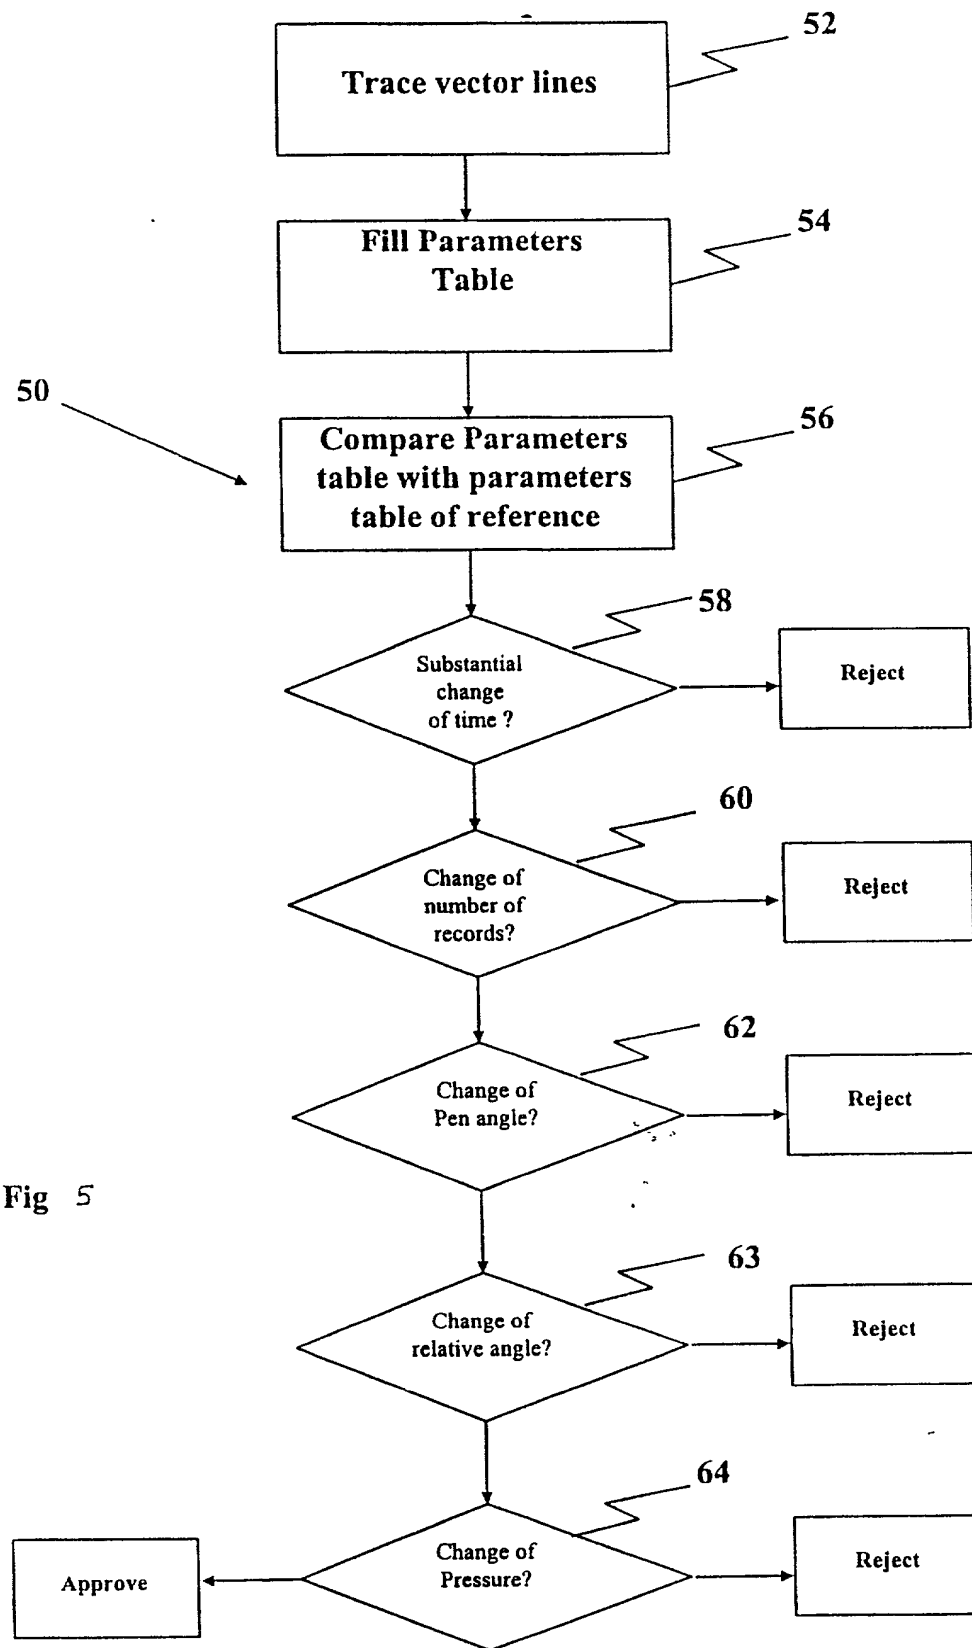 52
Trace vector lines
54
Fill Parameters
Table
50
56
Compare Parameters
table with parameters
table of reference
58
Substantial
change
of time ?
Reject
60
Change of
number of
records?
Reject
62
Change of
Pen angle?
Reject
Fig 5
63
Change of
relative angle?
Reject
64
Change of
Pressure?
Reject
Approve